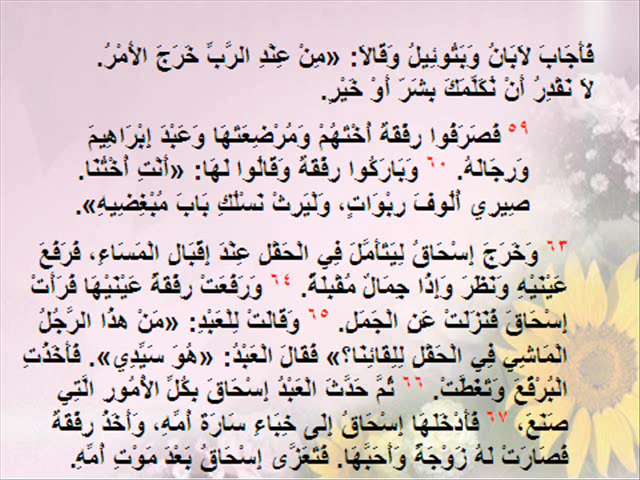 فَأَجَابَ لاَبَانُ وَبَتُوئِيلُ وَقَالاَ: «مِنْ عِنْدِ الرَّبِّ خَرَجَ الأَمْرُ.
لاَ نَقْدِرُ أَنْ نُكَلِّمَكَ بِشَرّ أَوْ خَيْرٍ.
٥٩ فَصَرَفُوا رِفْقَةَ أُخْتَهُمْ وَمُرْضِعَتَهَا وَعَبْدَ إِبْرَاهِيمَ
وَرِجَالَهُ. ٦٠ وَبَارَكُوا رِفْقَةَ وَقَالُوا لَهَا: «أَنْتِ أُخْتُنَا.
صِيرِي أُلُوفَ رِبْوَاتٍ، وَلْيَرِثْ نَسْلُكِ بَابَ مُبْغِضِيهِ».
٦٣ وَخَرَجَ إِسْحَاقُ لِيَتَأَمَّلَ فِي الْحَقْلِ عِنْدَ إِقْبَالِ الْمَسَاءِ، فَرَفَعَ
عَيْنَيْهِ وَنَظَرَ وَإِذَا جِمَالٌ مُقْبِلَةٌ. ٦٤ وَرَفَعَتْ رِفْقَةُ عَيْنَيْهَا فَرَأَتْ
إِسْحَاقَ فَنَزَلَتْ عَنِ الْجَمَلِ. ٦٥ وَقَالَتْ لِلْعَبْدِ: «مَنْ هذَا الرَّجُلُ
الْمَاشِي فِي الْحَقْلِ لِلِقَائِنَا؟» فَقَالَ الْعَبْدُ: «هُوَ سَيِّدِي». فَأَخَذَتِ
الْبُرْقُعَ وَتَغَطَّتْ. ٦٦ ثُمَّ حَدَّثَ الْعَبْدُ إِسْحَاقَ بِكُلِّ الأُمُورِ الَّتِي
صَنَعَ، ٦٧ فَأَدْخَلَهَا إِسْحَاقُ إِلَى خِبَاءِ سَارَةَ أُمِّهِ، وَأَخَذَ رِفْقَةَ
فَصَارَتْ لَهُ زَوْجَةً وَأَحَبَّهَا. فَتَعَزَّى إِسْحَاقُ بَعْدَ مَوْتِ أُمِّهِ.